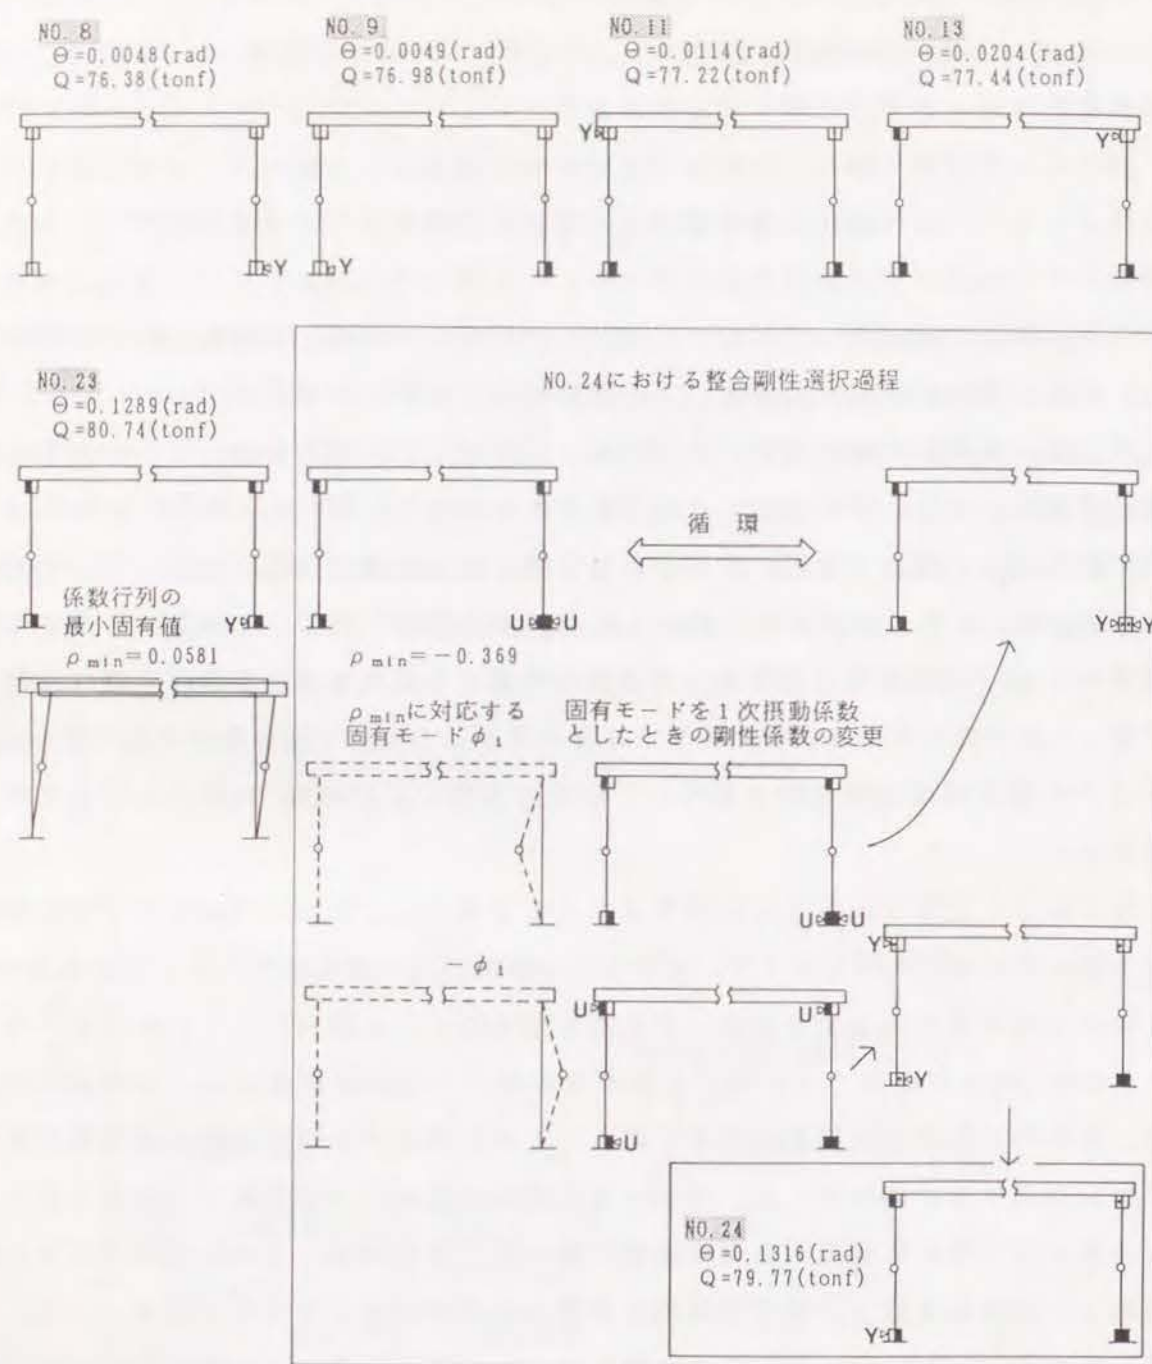 NO. 8
Θ=0.0048(rad)
Q=76.38(tonf)
NO. 9
Θ=0.0049(rad)
Q=76.98(tonf)
NO. 11
Θ=0.0114(rad)
Q=77.22(tonf)
NO. 13
Θ=0.0204(rad)
Q=77.44(tonf)
Y
Y
Y
Y
NO. 23
Θ=0.1289(rad)
Q=80.74(tonf)
NO.24における整合剛性選択過程
循 環
係数行列の
最小固有値
ρ min=0.0581
Y
U U
Y Y
ρ min=-0.369
ρ minに対応する
固有モードφ1
固有モードを1次摂動係数
としたときの剛性係数の変更
U U
-φ1
U
U
U
Y
Y
NO. 24
Θ=0.1316(rad)
Q=79.77(tonf)
Y